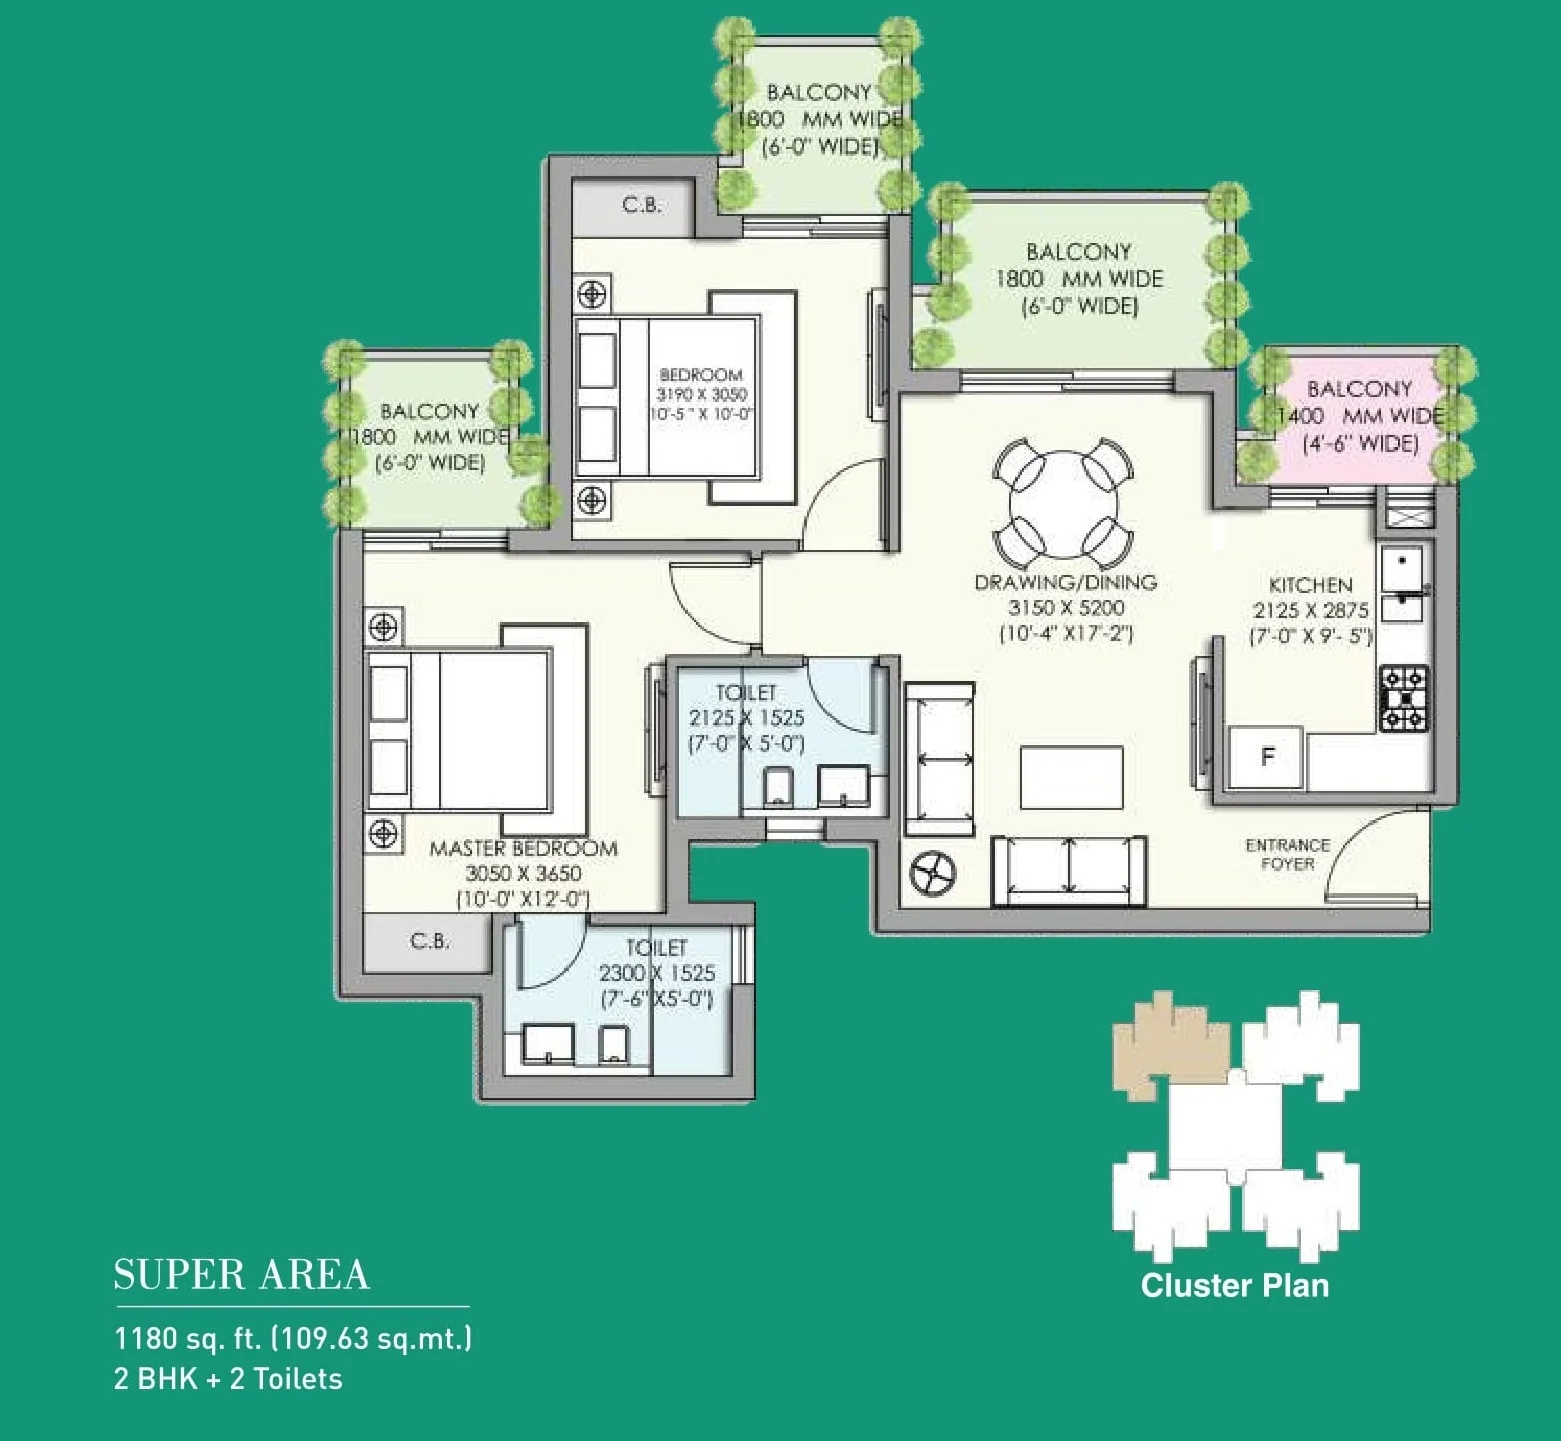 BALCONY
1800 MM WIDE
(6'-0" WIDE)
C.B.
BALCONY
1800 MM WIDE
(6'-0" WIDE)
BALCONY
1800 MM WIDE
(6'-0" WIDE)
BALCONY
1400 MM WIDE
(4'-6" WIDE)
BEDROOM
3190 X 3050
10'-5 " X 10'-0"
DRAWING/DINING
3150 X 5200
(10'-4" X17'-2")
KITCHEN
2125 X 2875
(7'-0" X 9'- 5")
TOILET
2125 X 1525
(7'-0" X 5'-0")
F
MASTER BEDROOM
3050 X 3650
(10'-0" X12'-0")
ENTRANCE
FOYER
C.B.
TOILET
2300 X 1525
(7'-6" X5'-0")
Cluster Plan
SUPER AREA
1180 sq. ft. (109.63 sq.mt.)
2 BHK + 2 Toilets